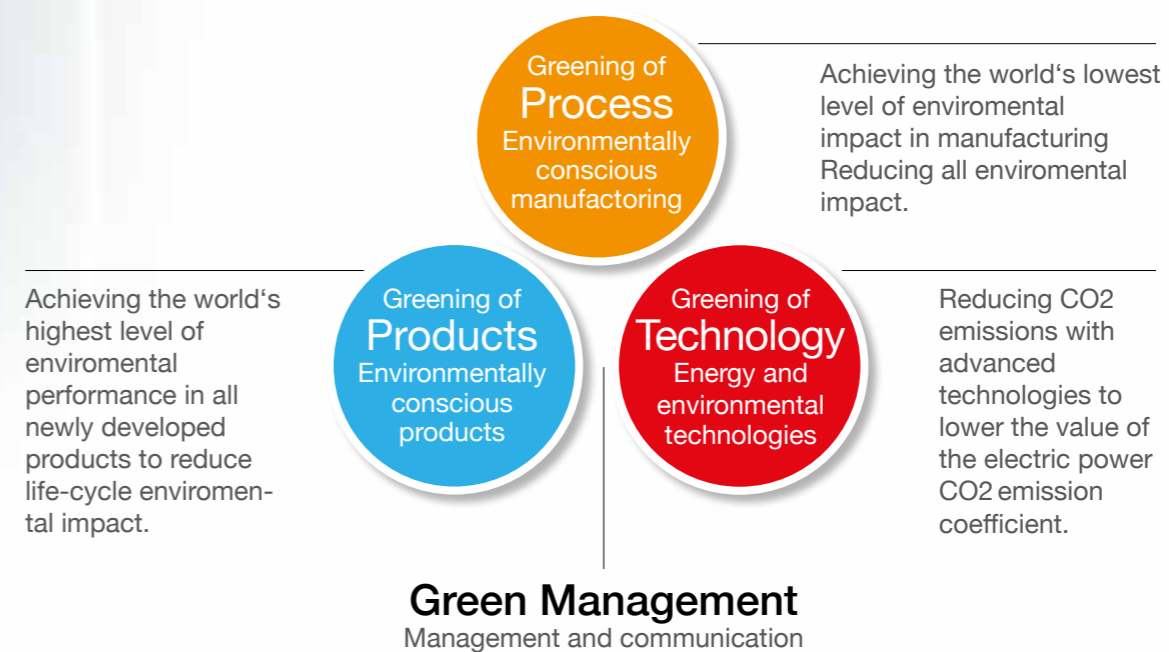 Greening of
Process
Environmentally
conscious
manufactoring
Achieving the world‘s lowest
level of enviromental
impact in manufacturing
Reducing all enviromental
impact.
Achieving the world‘s
highest level of
enviromental
performance in all
newly developed
products to reduce
life-cycle enviromen-
tal impact.
Greening of
Products
Environmentally
conscious
products
Greening of
Technology
Energy and
environmental
technologies
Reducing CO2
emissions with
advanced
technologies to
lower the value of
the electric power
CO2 emission
coefficient.
Green Management
Management and communication